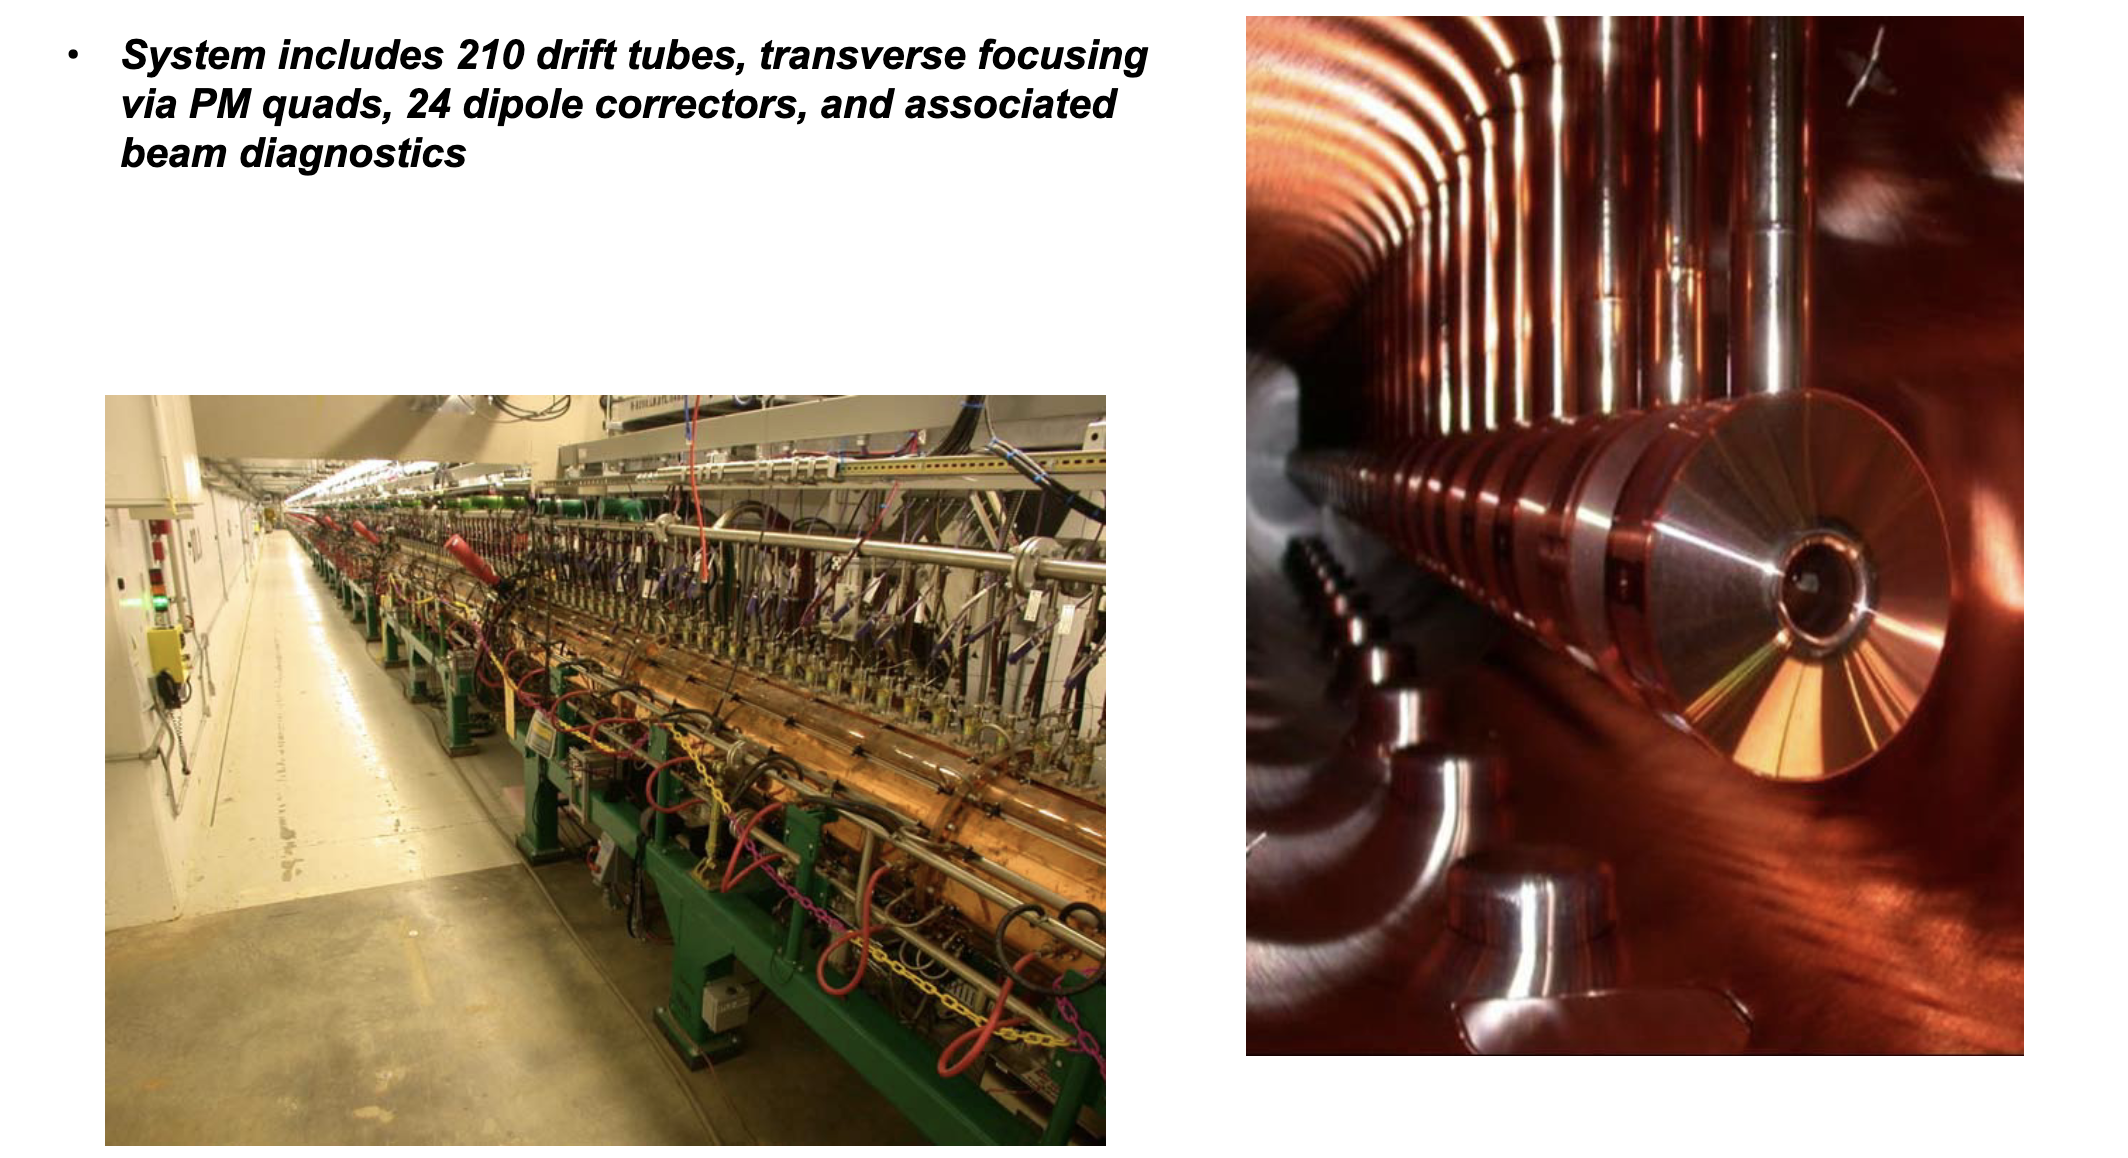 • System includes 210 drift tubes, transverse focusing
via PM quads, 24 dipole correctors, and associated
beam diagnostics